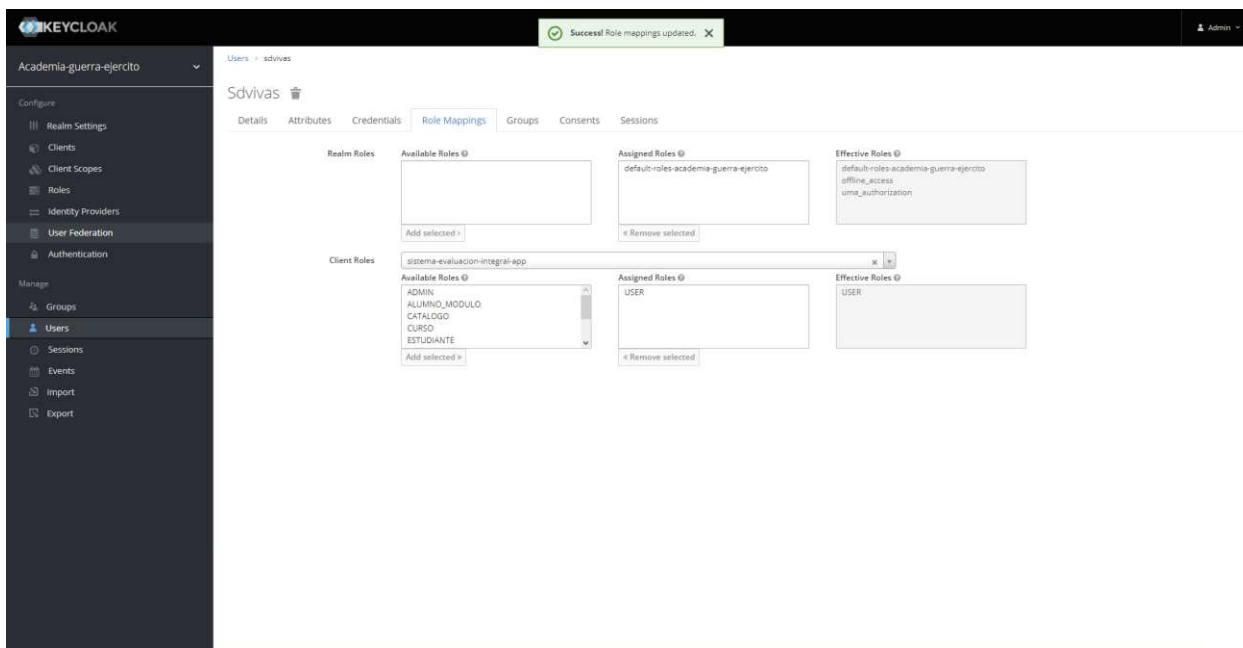 KEYCLOAK
Success! Role mappings updated.
Admin
Academia-guerra-ejercito
Configure
Realm Settings
Clients
Client Scopes
Roles
Identity Providers
User Federation
Authentication
Manage
Groups
Users
Sessions
Events
Import
Export
Users > sdvivas
Sdvivas
Details Attributes Credentials Role Mappings Groups Consents Sessions
Realm Roles
Available Roles
Add selected >
Assigned Roles
default-roles-academia-guerra-ejercito
« Remove selected
Effective Roles
default-roles-academia-guerra-ejercito
offline_access
uma_authorization
Client Roles
sistema-evaluacion-integral-app
Available Roles
ADMIN
ALUMNO_MODULO
CATALOGO
CURSO
ESTUDIANTE
Add selected »
Assigned Roles
USER
« Remove selected
Effective Roles
USER